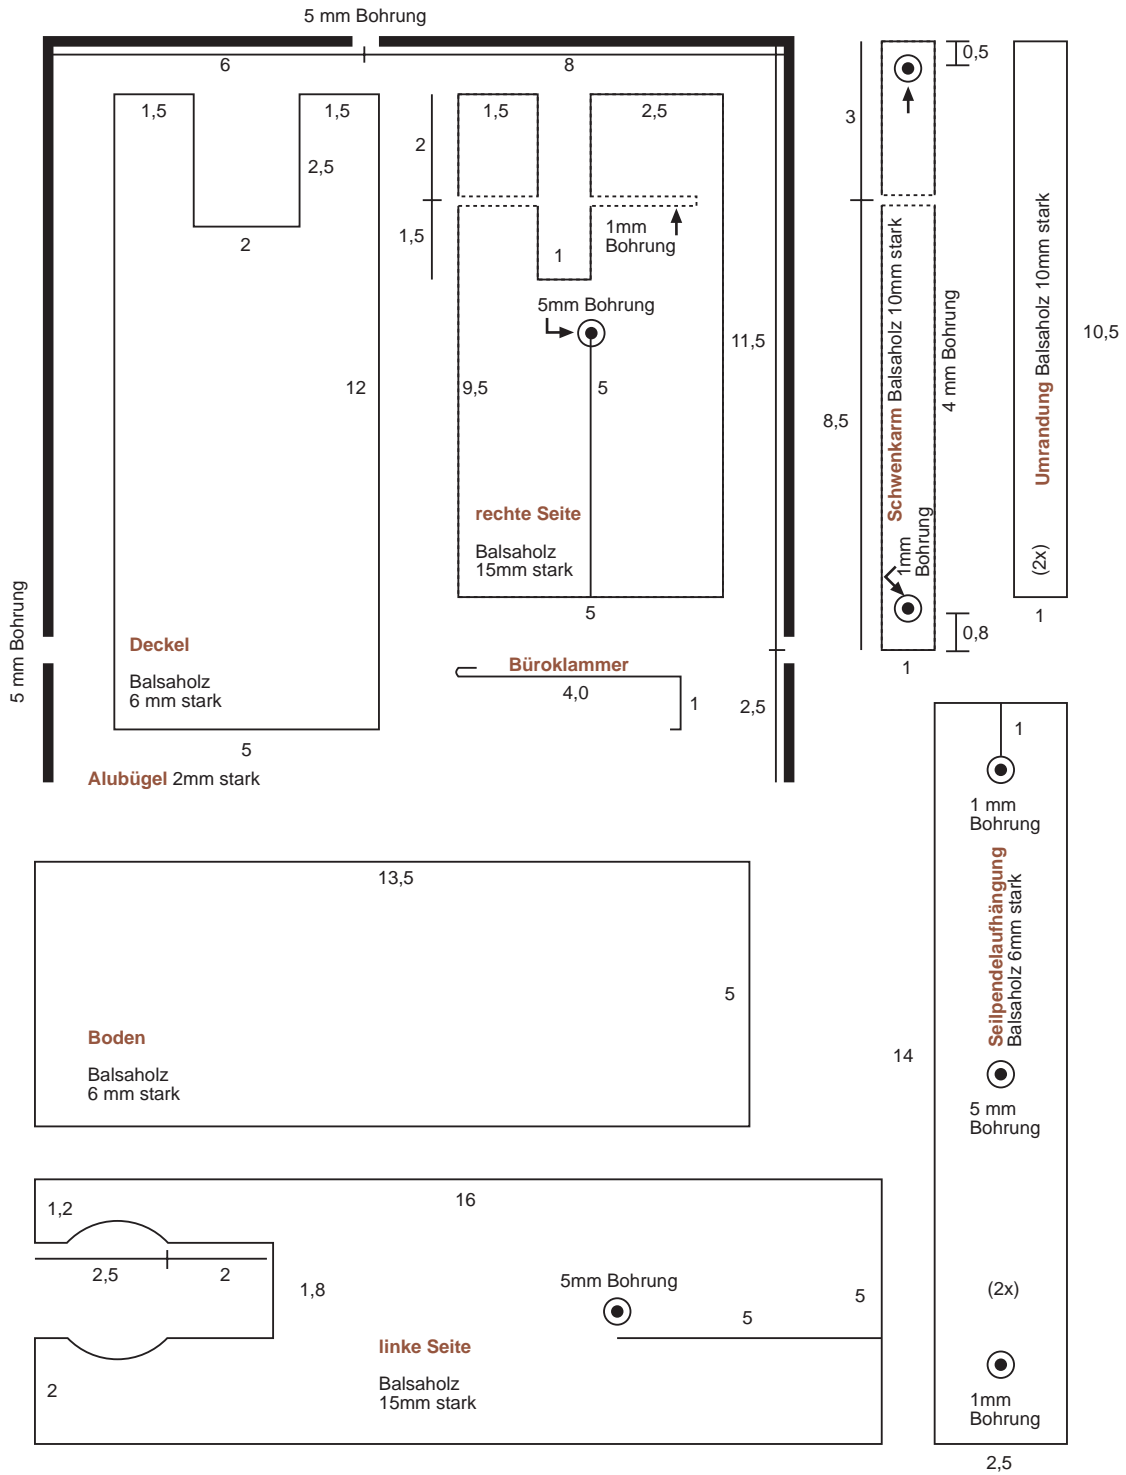 5 mm Bohrung
6
8
1,5
1,5
2,5
2
12
Deckel
Balsaholz
6 mm stark
5
Alubügel 2mm stark
5 mm Bohrung
2
1,5
1,5
2,5
1mm
Bohrung
1
5mm Bohrung
9,5
5
11,5
rechte Seite
Balsaholz
15mm stark
5
Büroklammer
4,0
1
2,5
3
8,5
0,5
Schwenkarm Balsaholz 10mm stark
4 mm Bohrung
1mm
Bohrung
0,8
1
Umrandung Balsaholz 10mm stark
(2x)
10,5
1
13,5
5
Boden
Balsaholz
6 mm stark
14
1
1 mm
Bohrung
Seilpendelaufhängung
Balsaholz 6mm stark
5 mm
Bohrung
(2x)
1mm
Bohrung
2,5
16
1,2
2,5
2
1,8
5mm Bohrung
5
5
linke Seite
Balsaholz
15mm stark
2